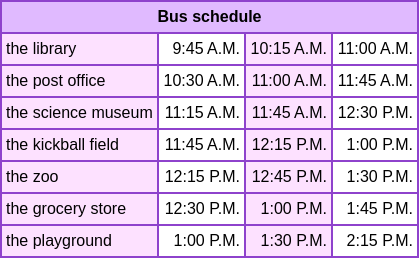 Bus schedule
the library 9:45 A.M. 10:15 A.M. 11:00 A.M.
the post office 10:30 A.M. 11:00 A.M. 11:45 A.M.
the science museum 11:15 A.M. 11:45 A.M. 12:30 P.M.
the kickball field 11:45 A.M. 12:15 P.M. 1:00 P.M.
the zoo 12:15 P.M. 12:45 P.M. 1:30 P.M.
the grocery store 12:30 P.M. 1:00 P.M. 1:45 P.M.
the playground 1:00 P.M. 1:30 P.M. 2:15 P.M.